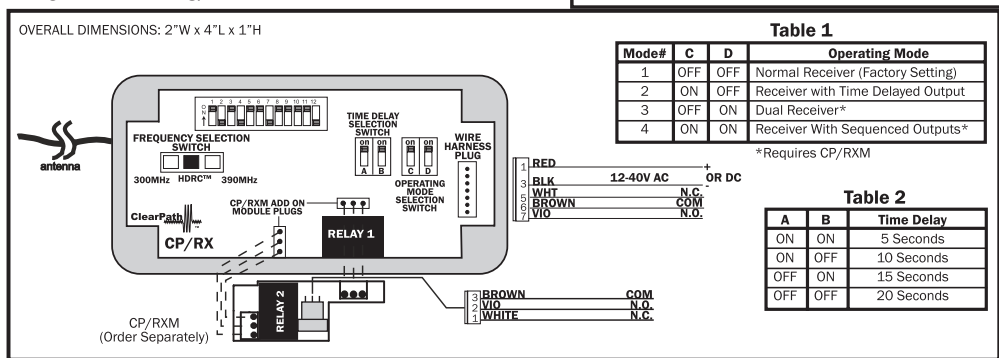 OVERALL DIMENSIONS: 2"W x 4"L x 1"H
antenna
O
N
1 2 3 4 5 6 7 8 9 10 11 12
FREQUENCY SELECTION
SWITCH
300MHz HDRC™ 390MHz
TIME DELAY
SELECTION
SWITCH
on on
A B
on on
C D
OPERATING
MODE
SELECTION
SWITCH
WIRE
HARNESS
PLUG
CP/RXM ADD ON
MODULE PLUGS
ClearPath™
CP/RX
RELAY 1
RELAY 2
CP/RXM
(Order Separately)
1 RED +
12-40V AC OR DC
3 BLK -
5 WHT N.C.
6 BROWN COM
7 VIO N.O.
3 BROWN COM
2 VIO N.O.
1 WHITE N.C.
Table 1
Mode# C D Operating Mode
1 OFF OFF Normal Receiver (Factory Setting)
2 ON OFF Receiver with Time Delayed Output
3 OFF ON Dual Receiver*
4 ON ON Receiver With Sequenced Outputs*
*Requires CP/RXM
Table 2
A B Time Delay
ON ON 5 Seconds
ON OFF 10 Seconds
OFF ON 15 Seconds
OFF OFF 20 Seconds